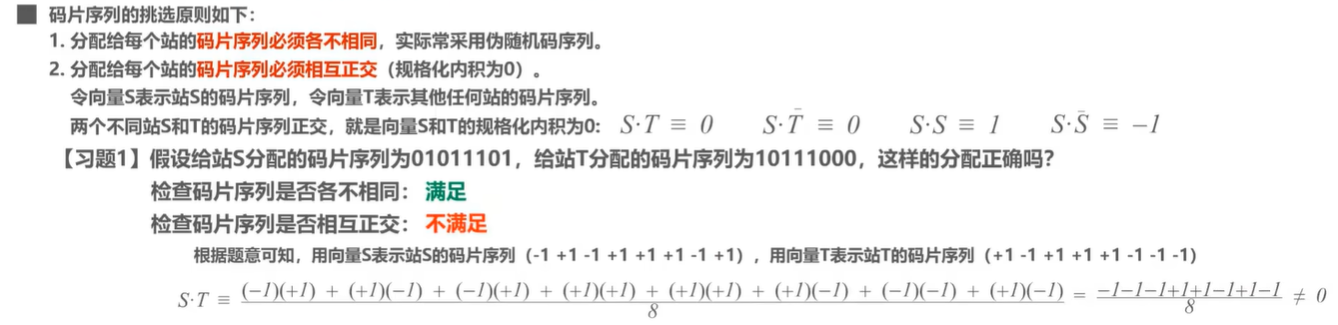 ■ 码片序列的挑选原则如下：
1. 分配给每个站的码片序列必须各不相同，实际常采用伪随机码序列。
2. 分配给每个站的码片序列必须相互正交（规格化内积为0）。
令向量S表示站S的码片序列，令向量T表示其他任何站的码片序列。
两个不同站S和T的码片序列正交，就是向量S和T的规格化内积为0： S·T ≡ 0 S·T̄ ≡ 0 S·S ≡ 1 S·S̄ ≡ −1
【习题1】假设给站S分配的码片序列为01011101，给站T分配的码片序列为10111000，这样的分配正确吗？
检查码片序列是否各不相同： 满足
检查码片序列是否相互正交： 不满足
根据题意可知，用向量S表示站S的码片序列（-1 +1 -1 +1 +1 +1 -1 +1），用向量T表示站T的码片序列（+1 -1 +1 +1 +1 -1 -1 -1）
S·T ≡ \frac{(−1)(+1) + (+1)(−1) + (−1)(+1) + (+1)(+1) + (+1)(+1) + (+1)(−1) + (−1)(−1) + (+1)(−1)}{8} = \frac{−1−1−1+1+1−1+1−1}{8} ≠ 0